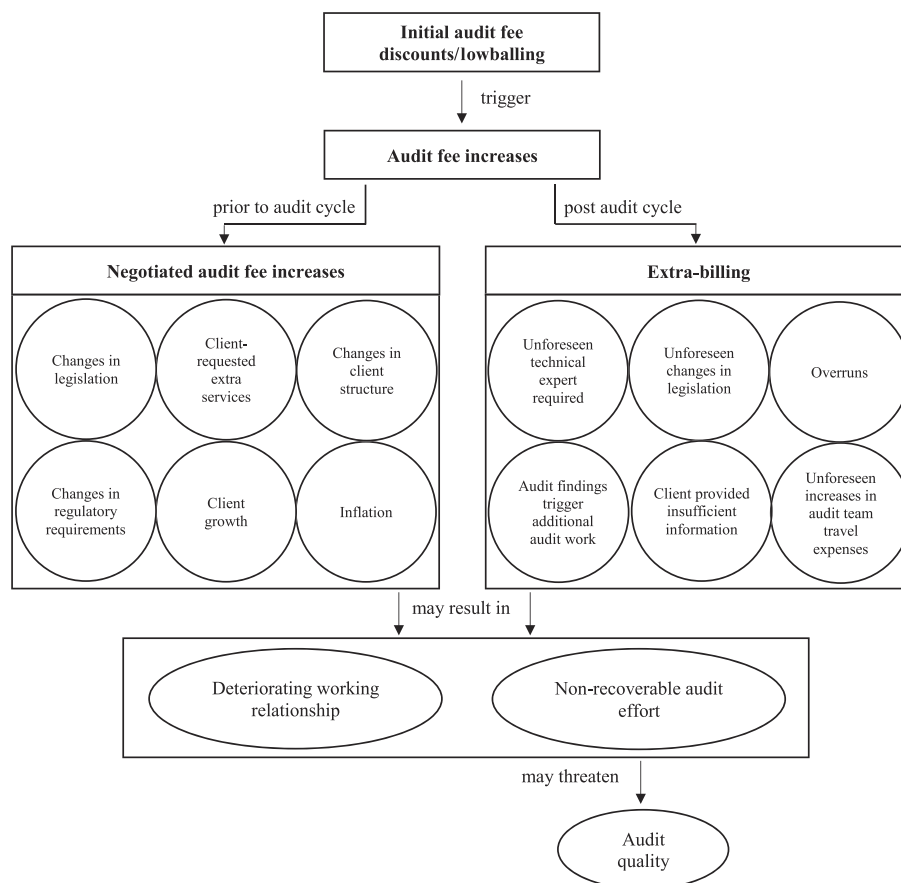 Initial audit fee
discounts/lowballing
trigger
Audit fee increases
prior to audit cycle
post audit cycle
Negotiated audit fee increases
Changes in
legislation
Client-
requested
extra
services
Changes in
client
structure
Changes in
regulatory
requirements
Client
growth
Inflation
Extra-billing
Unforeseen
technical
expert
required
Unforeseen
changes in
legislation
Overruns
Audit findings
trigger
additional
audit work
Client provided
insufficient
information
Unforeseen
increases in
audit team
travel
expenses
may result in
Deteriorating working
relationship
Non-recoverable audit
effort
may threaten
Audit
quality